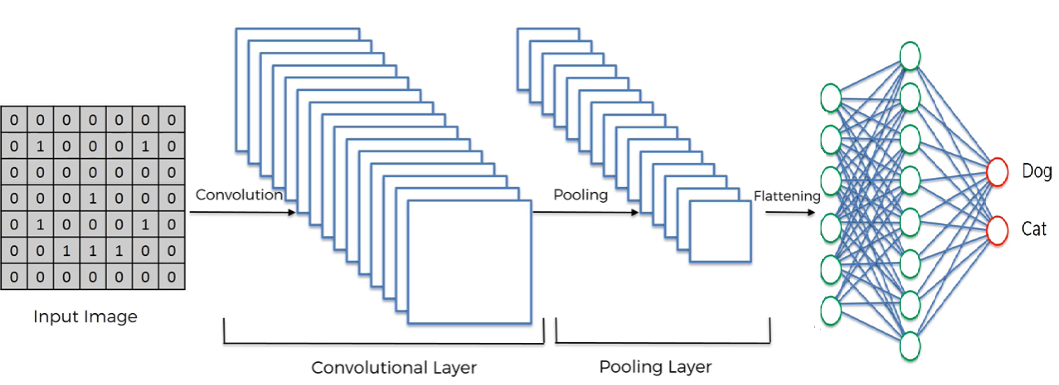 0 0 0 0 0 0 0
0 1 0 0 0 1 0
0 0 0 0 0 0 0
0 0 0 1 0 0 0
0 1 0 0 0 1 0
0 0 1 1 1 0 0
0 0 0 0 0 0 0
Input Image
Convolution
Convolutional Layer
Pooling
Pooling Layer
Flattening
Dog
Cat